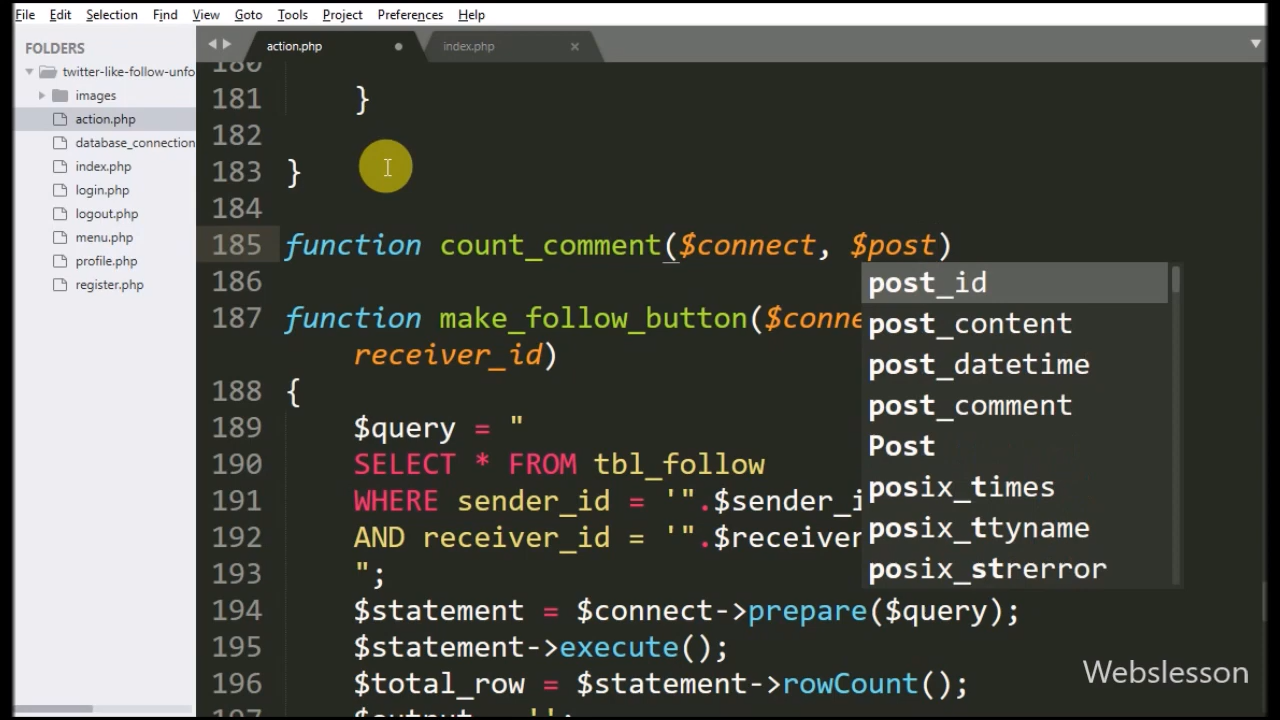 File Edit Selection Find View Goto Tools Project Preferences Help
FOLDERS
twitter-like-follow-unfo
images
action.php
database_connection
index.php
login.php
logout.php
menu.php
profile.php
register.php
action.php
index.php
180
181 }
182
183 }
184
185 function count_comment($connect, $post)
186
187 function make_follow_button($conne
receiver_id)
188 {
189 $query = "
190 SELECT * FROM tbl_follow
191 WHERE sender_id = '".$sender_i
192 AND receiver_id = '".$receiver
193 ";
194 $statement = $connect->prepare($query);
195 $statement->execute();
196 $total_row = $statement->rowCount();
197 $output = '';
post_id
post_content
post_datetime
post_comment
Post
posix_times
posix_ttyname
posix_strerror
Webslesson